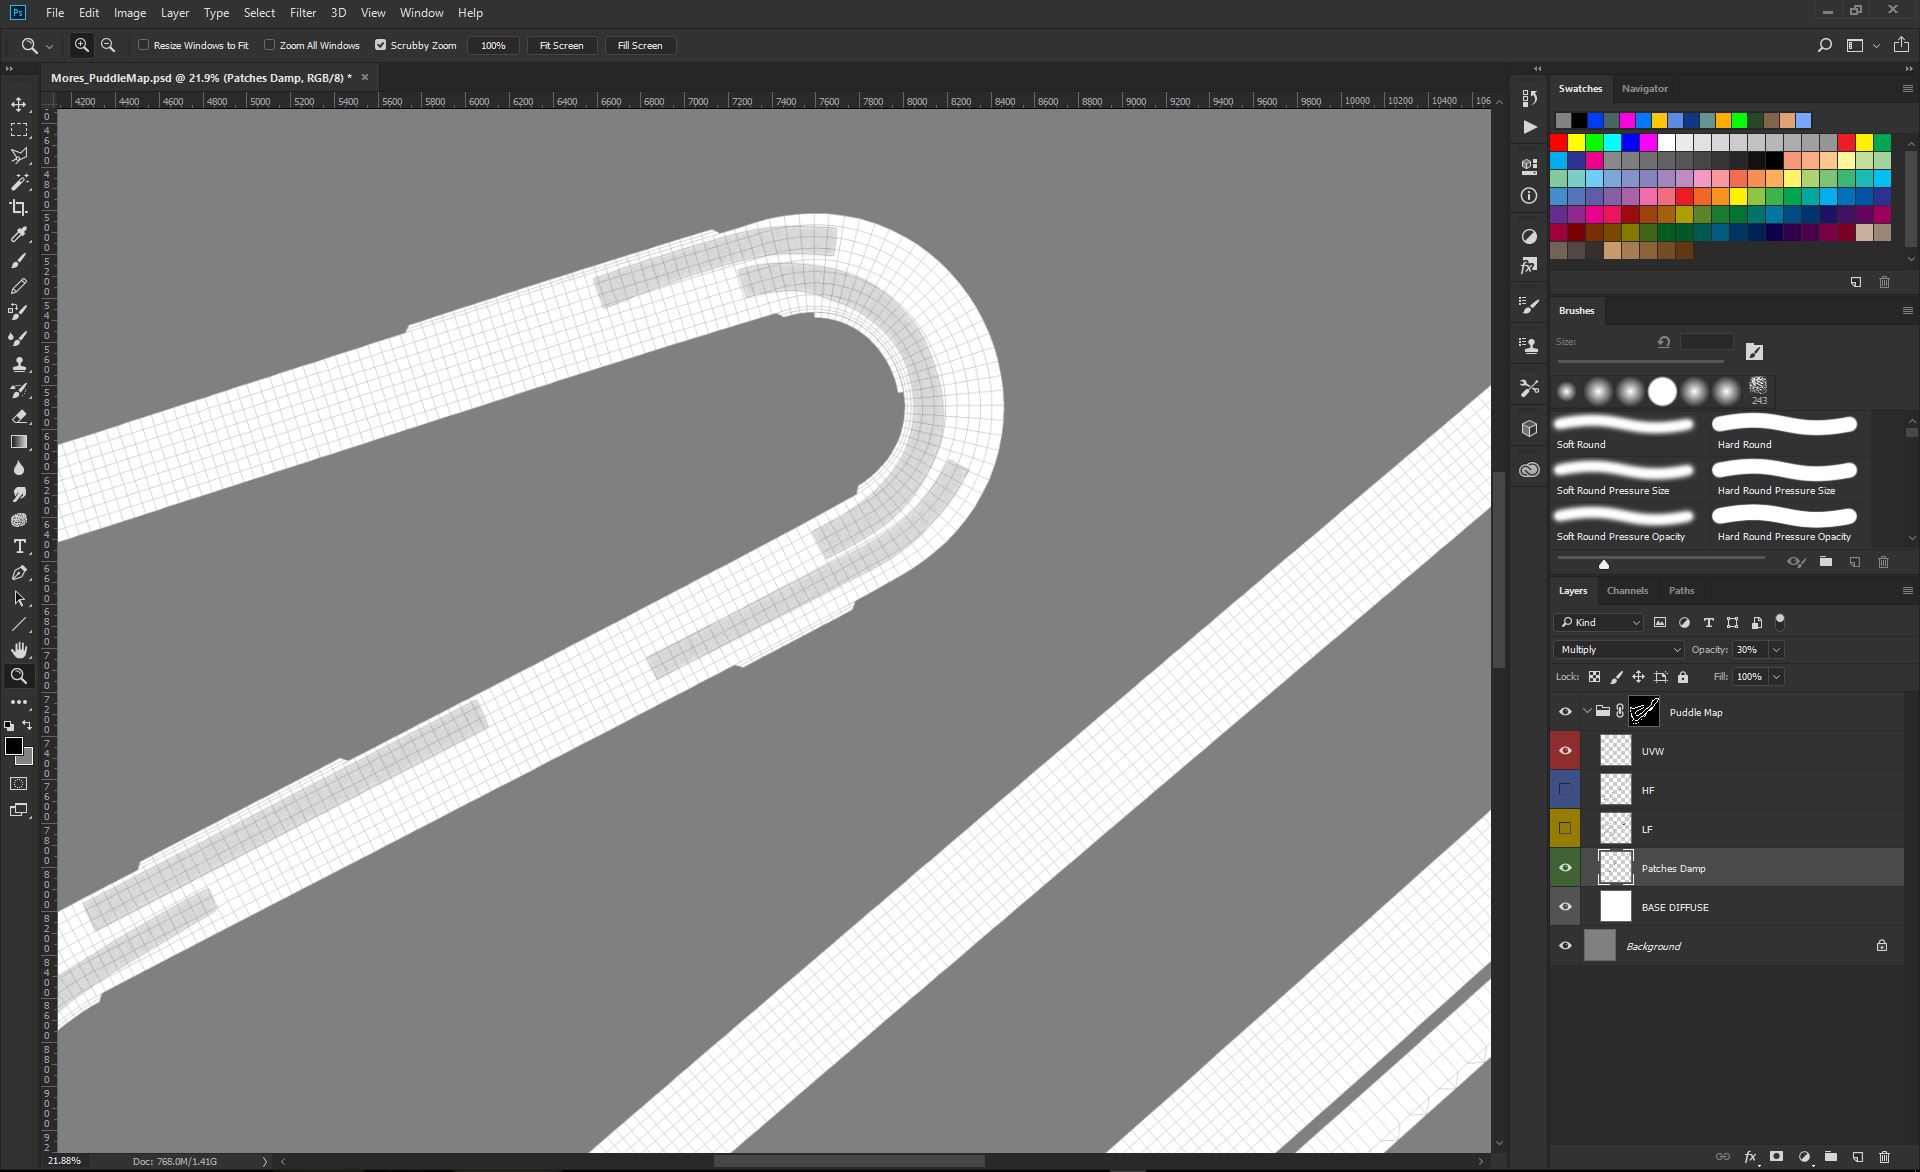 Ps File Edit Image Layer Type Select Filter 3D View Window Help
Resize Windows to Fit Zoom All Windows Scrubby Zoom 100% Fit Screen Fill Screen
Mores_PuddleMap.psd @ 21.9% (Patches Damp, RGB/8) *
4200 4400 4600 4800 5000 5200 5400 5600 5800 6000 6200 6400 6600 6800 7000 7200 7400 7600 7800 8000 8200 8400 8600 8800 9000 9200 9400 9600 9800 10000 10200 10400 106
Swatches Navigator
Brushes
Size:
243
Soft Round Hard Round
Soft Round Pressure Size Hard Round Pressure Size
Soft Round Pressure Opacity Hard Round Pressure Opacity
Layers Channels Paths
Kind
Multiply Opacity: 30%
Lock: Fill: 100%
Puddle Map
UVW
HF
LF
Patches Damp
BASE DIFFUSE
Background
21.88% Doc: 768.0M/1.41G